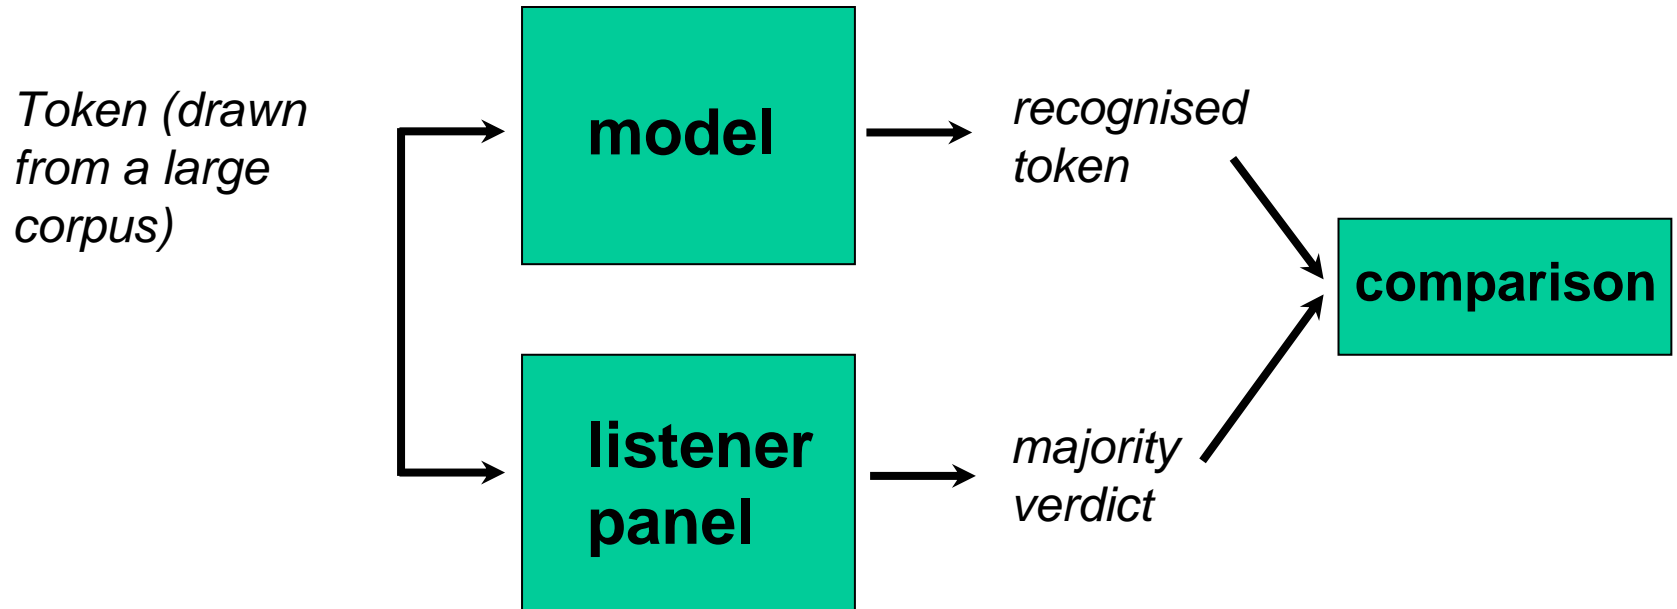 Token (drawn
from a large
corpus)
model
recognised
token
comparison
listener
panel
majority
verdict